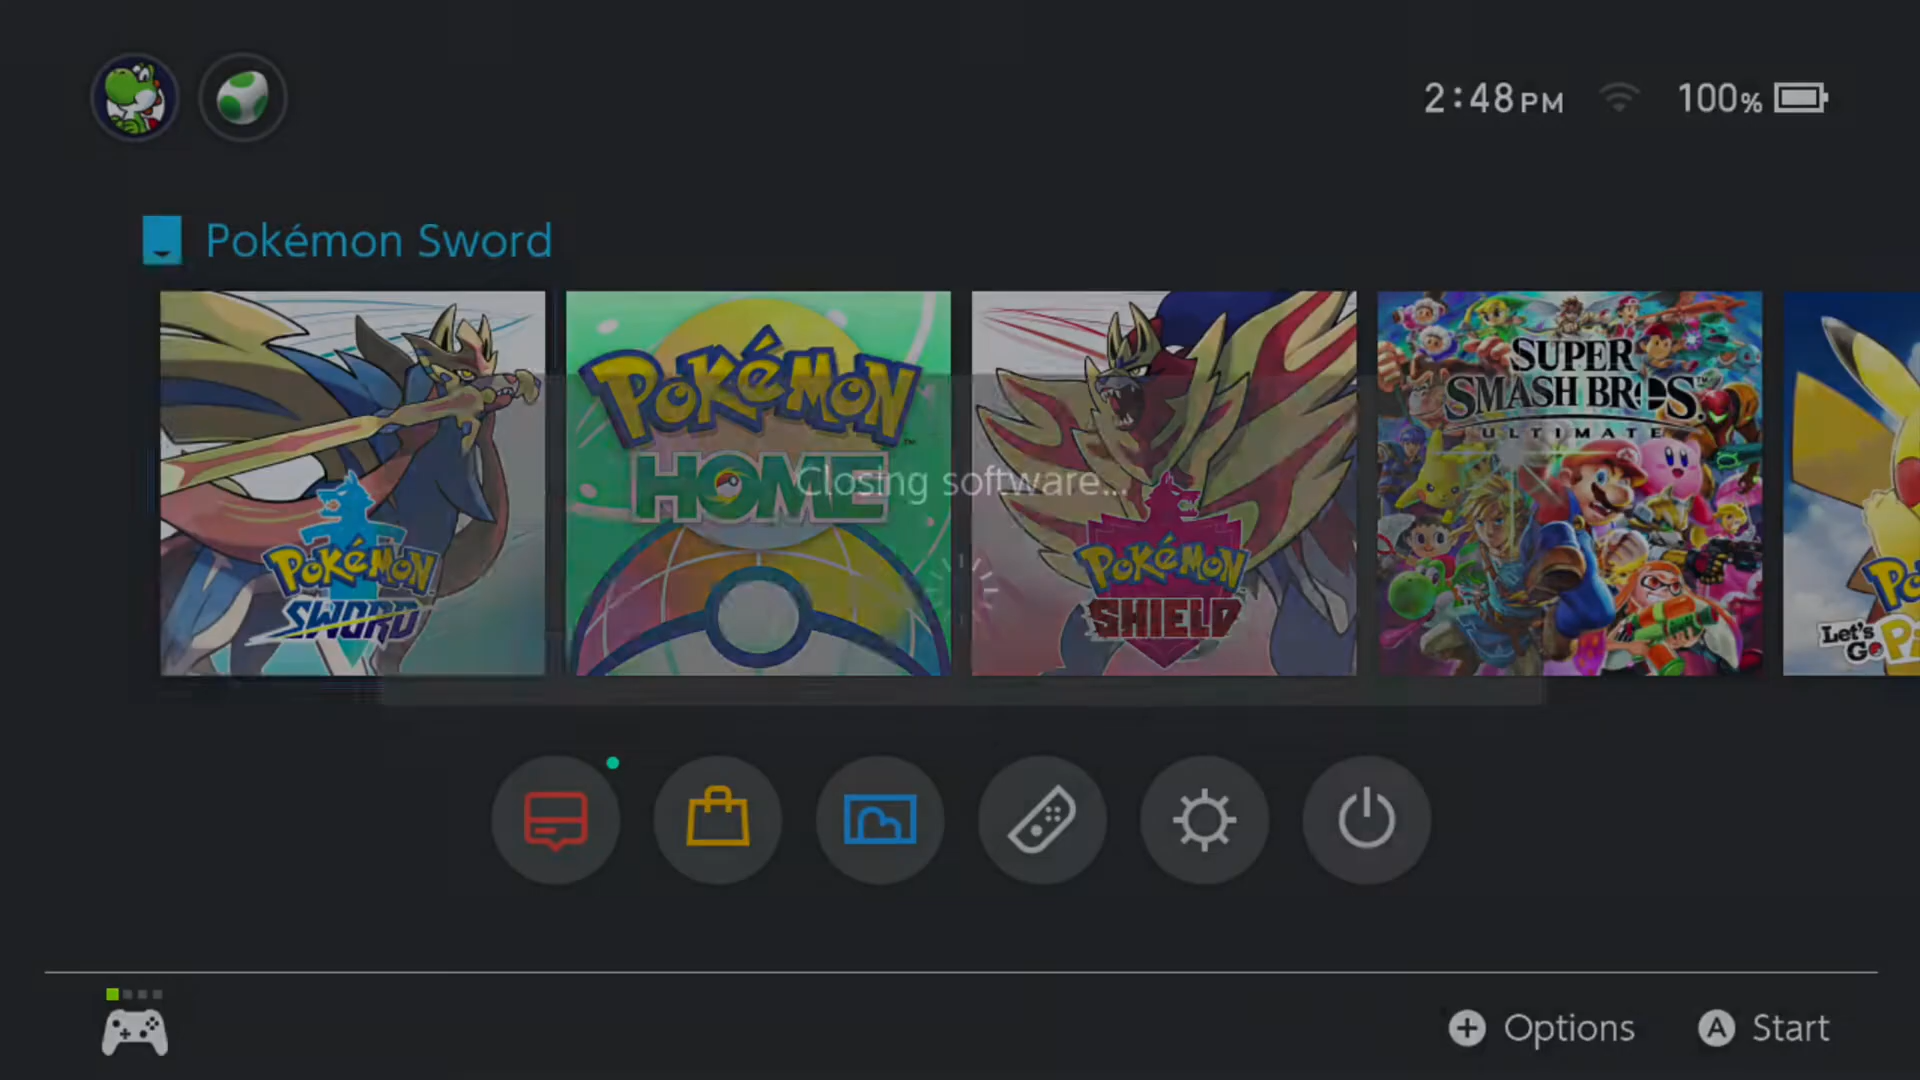 2:48 PM 100%
Pokémon Sword
POKéMON
SWORD
POKéMON
HOME
POKéMON
SHIELD
SUPER
SMASH BROS.
ULTIMATE
Let's
GO
Closing software...
Options
Start